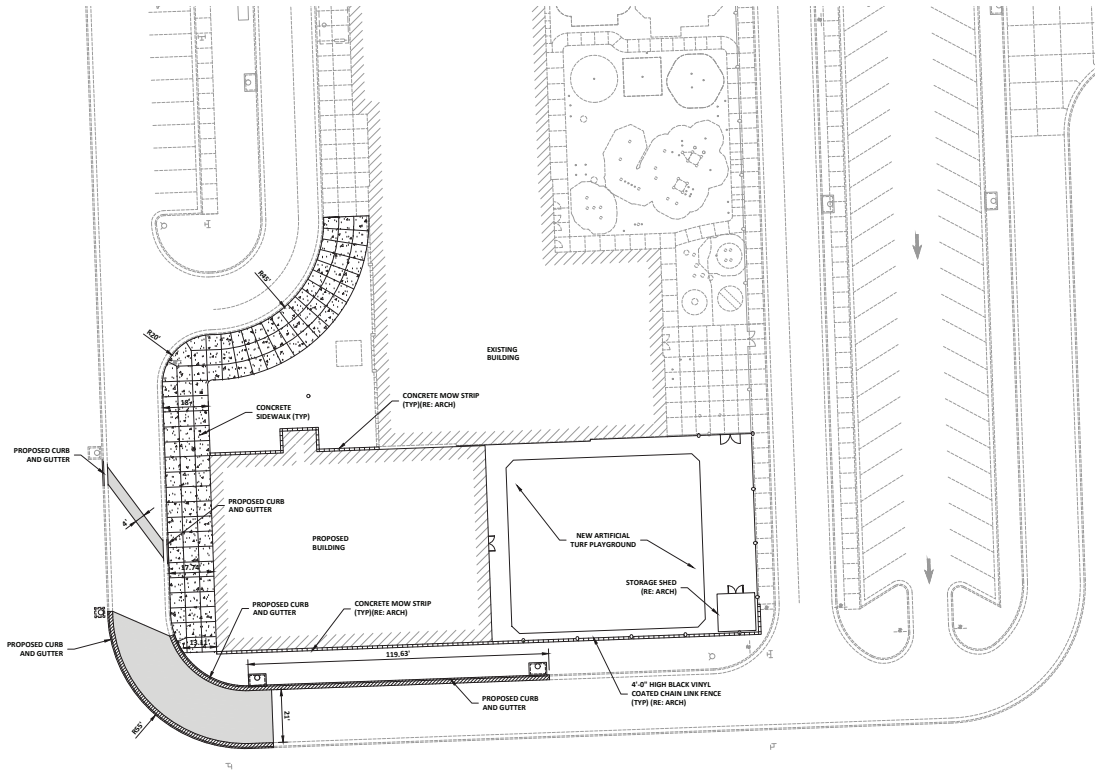 R45'
R20'
EXISTING
BUILDING
CONCRETE MOW STRIP
(TYP)(RE: ARCH)
18'
CONCRETE
SIDEWALK (TYP)
PROPOSED CURB
AND GUTTER
4'
PROPOSED CURB
AND GUTTER
PROPOSED
BUILDING
NEW ARTIFICIAL
TURF PLAYGROUND
17.74'
STORAGE SHED
(RE: ARCH)
PROPOSED CURB
AND GUTTER
CONCRETE MOW STRIP
(TYP)(RE: ARCH)
PROPOSED CURB
AND GUTTER
119.63'
4'-0" HIGH BLACK VINYL
COATED CHAIN LINK FENCE
(TYP) (RE: ARCH)
PROPOSED CURB
AND GUTTER
R55'
21'